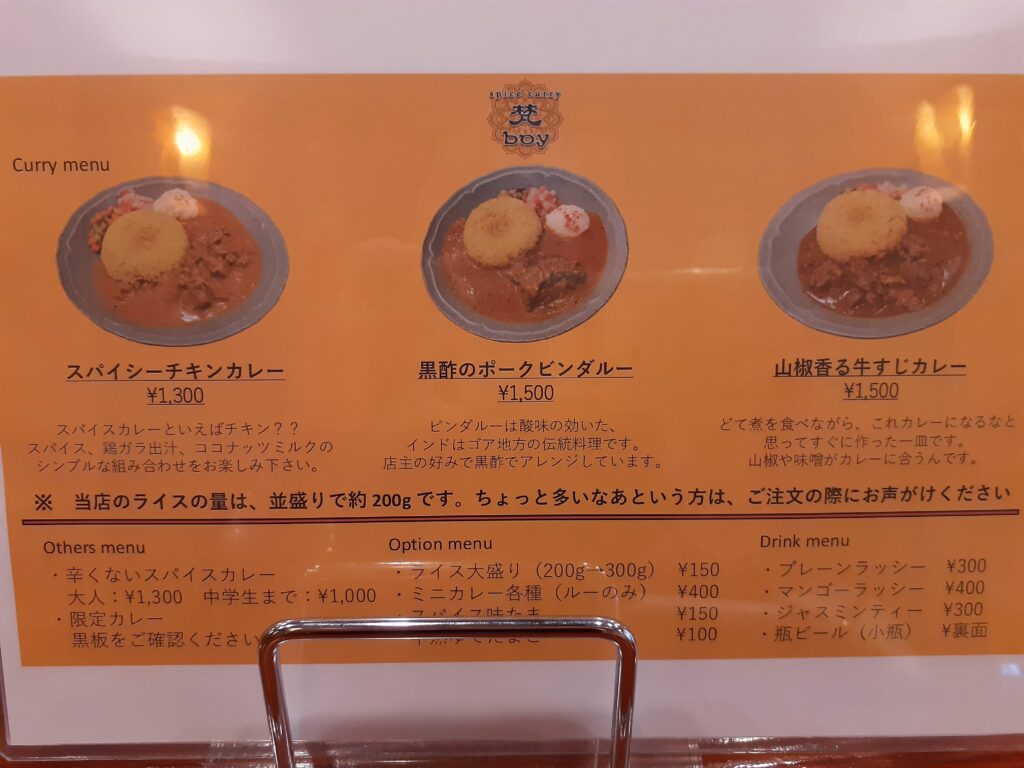 spice curry
梵
boy
Curry menu
スパイシーチキンカレー
¥1,300
スパイスカレーといえばチキン？？
スパイス、鶏ガラ出汁、ココナッツミルクの
シンプルな組み合わせをお楽しみ下さい。
黒酢のポークビンダルー
¥1,500
ビンダルーは酸味の効いた、
インドはゴア地方の伝統料理です。
店主の好みで黒酢でアレンジしています。
山椒香る牛すじカレー
¥1,500
どて煮を食べながら、これカレーになるなと
思ってすぐに作った一皿です。
山椒や味噌がカレーに合うんです。
※　当店のライスの量は、並盛りで約200gです。ちょっと多いなあという方は、ご注文の際にお声がけください
Others menu
・辛くないスパイスカレー
大人：¥1,300　中学生まで：¥1,000
・限定カレー
黒板をご確認ください
Option menu
・ライス大盛り（200g→300g）　¥150
・ミニカレー各種（ルーのみ）　¥400
・スパイス味たま　¥150
¥100
Drink menu
・プレーンラッシー　¥300
・マンゴーラッシー　¥400
・ジャスミンティー　¥300
・瓶ビール（小瓶）　¥裏面